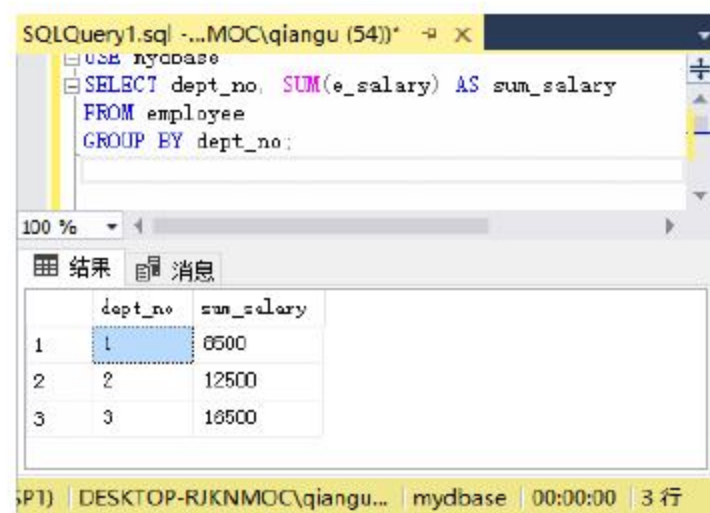 SQLQuery1.sql -...MOC\qiangu (54))*
USE mydbase
SELECT dept_no, SUM(e_salary) AS sum_salary
FROM employee
GROUP BY dept_no;
100 %
结果 消息
dept_no sum_salary
1 1 8500
2 2 12500
3 3 16500
SP1) DESKTOP-RJKNMOC\qiangu... mydbase 00:00:00 3 行